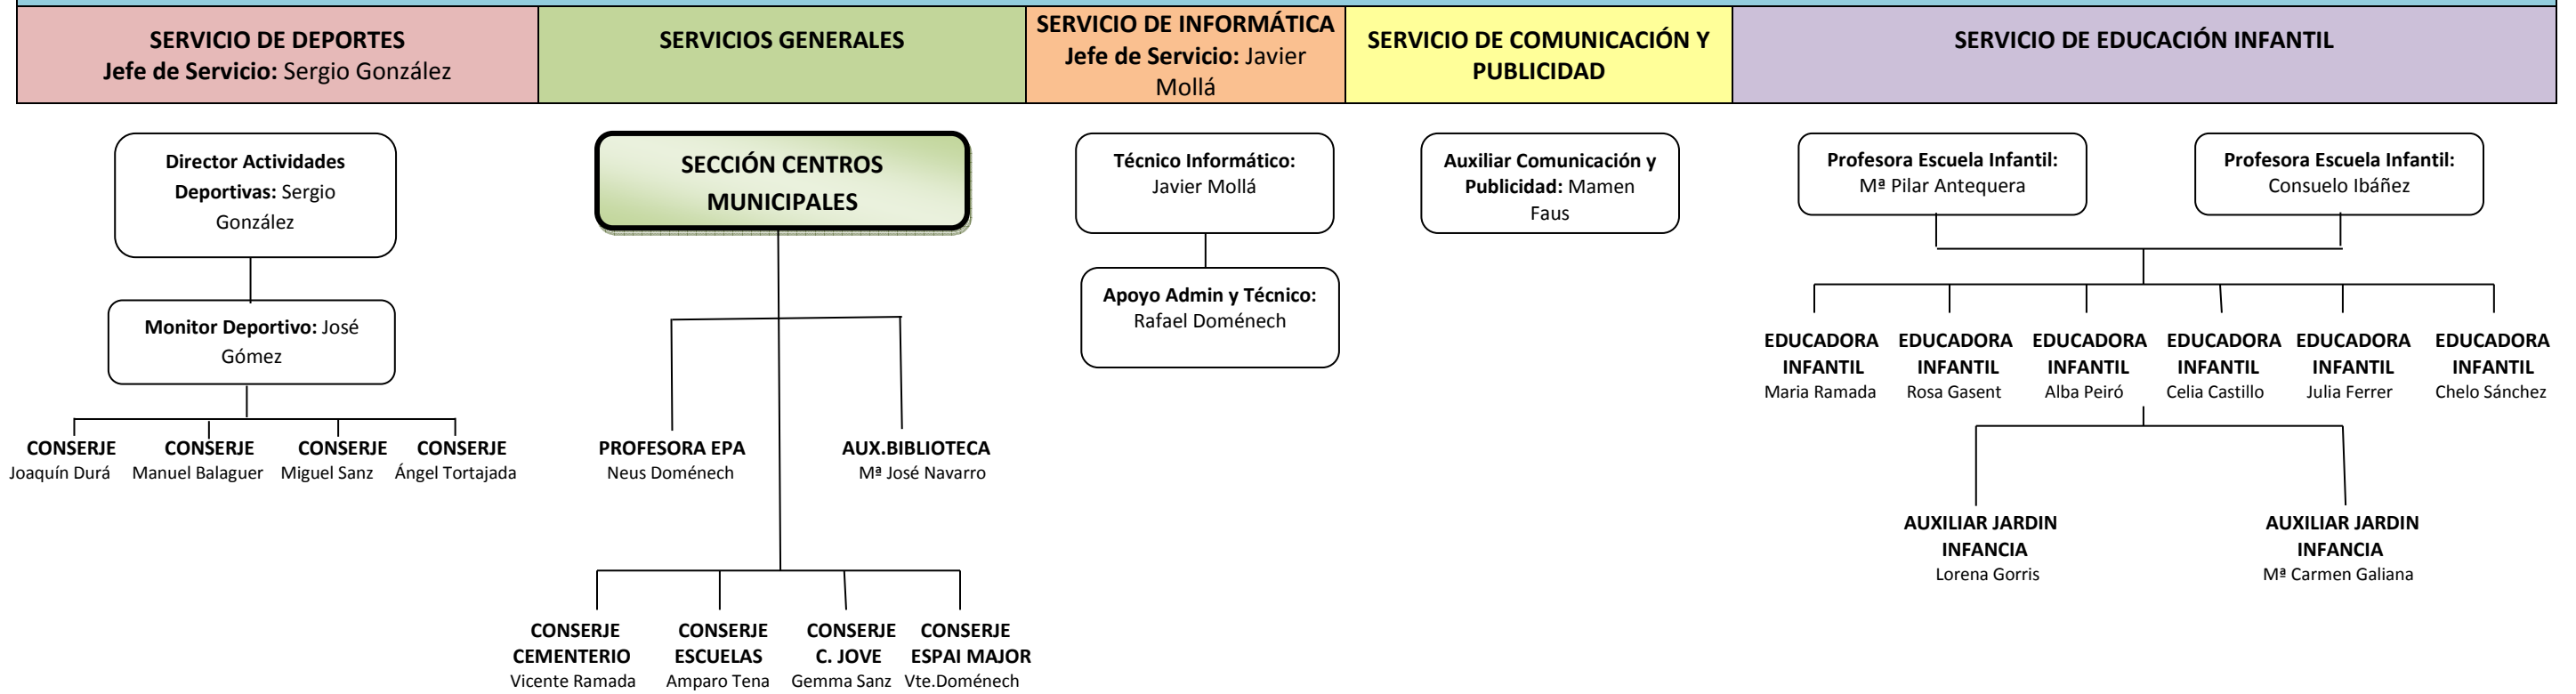 SERVICIO DE DEPORTES
Jefe de Servicio: Sergio González
SERVICIOS GENERALES
SERVICIO DE INFORMÁTICA
Jefe de Servicio: Javier
Mollá
SERVICIO DE COMUNICACIÓN Y
PUBLICIDAD
SERVICIO DE EDUCACIÓN INFANTIL
Director Actividades
Deportivas: Sergio
González
Monitor Deportivo: José
Gómez
CONSERJE
Joaquín Durá
CONSERJE
Manuel Balaguer
CONSERJE
Miguel Sanz
CONSERJE
Ángel Tortajada
SECCIÓN CENTROS
MUNICIPALES
PROFESORA EPA
Neus Doménech
AUX.BIBLIOTECA
Mª José Navarro
CONSERJE
CEMENTERIO
Vicente Ramada
CONSERJE
ESCUELAS
Amparo Tena
CONSERJE
C. JOVE
Gemma Sanz
CONSERJE
ESPAI MAJOR
Vte.Doménech
Técnico Informático:
Javier Mollá
Apoyo Admin y Técnico:
Rafael Doménech
Auxiliar Comunicación y
Publicidad: Mamen
Faus
Profesora Escuela Infantil:
Mª Pilar Antequera
Profesora Escuela Infantil:
Consuelo Ibáñez
EDUCADORA
INFANTIL
Maria Ramada
EDUCADORA
INFANTIL
Rosa Gasent
EDUCADORA
INFANTIL
Alba Peiró
EDUCADORA
INFANTIL
Celia Castillo
EDUCADORA
INFANTIL
Julia Ferrer
EDUCADORA
INFANTIL
Chelo Sánchez
AUXILIAR JARDIN
INFANCIA
Lorena Gorris
AUXILIAR JARDIN
INFANCIA
Mª Carmen Galiana